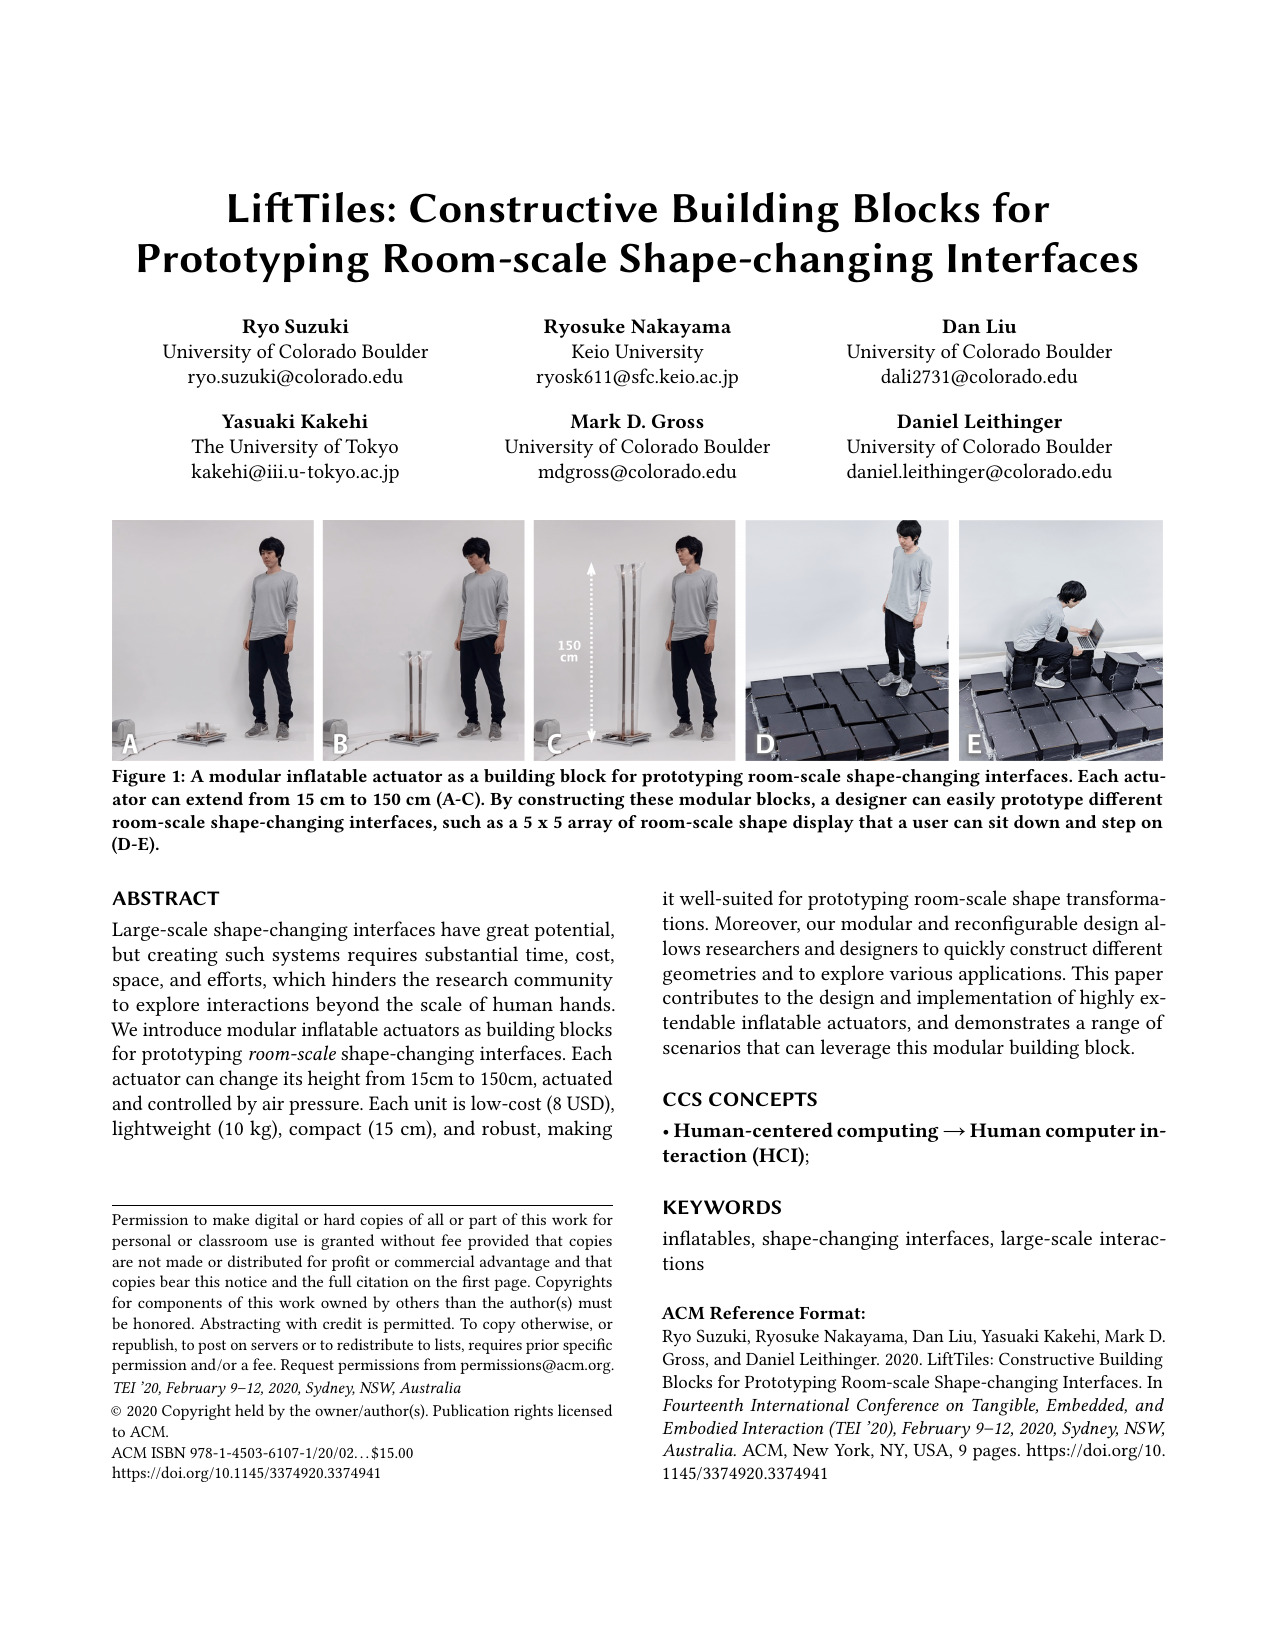 LiftTiles: Constructive Building Blocks for
Prototyping Room-scale Shape-changing Interfaces
Ryo Suzuki
University of Colorado Boulder
ryo.suzuki@colorado.edu
Ryosuke Nakayama
Keio University
ryosk611@sfc.keio.ac.jp
Dan Liu
University of Colorado Boulder
dali2731@colorado.edu
Yasuaki Kakehi
The University of Tokyo
kakehi@iii.u-tokyo.ac.jp
Mark D. Gross
University of Colorado Boulder
mdgross@colorado.edu
Daniel Leithinger
University of Colorado Boulder
daniel.leithinger@colorado.edu
A
B
150
cm
C
D
E
Figure 1: A modular inflatable actuator as a building block for prototyping room-scale shape-changing interfaces. Each actu-
ator can extend from 15 cm to 150 cm (A-C). By constructing these modular blocks, a designer can easily prototype different
room-scale shape-changing interfaces, such as a 5 x 5 array of room-scale shape display that a user can sit down and step on
(D-E).
ABSTRACT
Large-scale shape-changing interfaces have great potential,
but creating such systems requires substantial time, cost,
space, and efforts, which hinders the research community
to explore interactions beyond the scale of human hands.
We introduce modular inflatable actuators as building blocks
for prototyping room-scale shape-changing interfaces. Each
actuator can change its height from 15cm to 150cm, actuated
and controlled by air pressure. Each unit is low-cost (8 USD),
lightweight (10 kg), compact (15 cm), and robust, making
Permission to make digital or hard copies of all or part of this work for
personal or classroom use is granted without fee provided that copies
are not made or distributed for profit or commercial advantage and that
copies bear this notice and the full citation on the first page. Copyrights
for components of this work owned by others than the author(s) must
be honored. Abstracting with credit is permitted. To copy otherwise, or
republish, to post on servers or to redistribute to lists, requires prior specific
permission and/or a fee. Request permissions from permissions@acm.org.
TEI ’20, February 9–12, 2020, Sydney, NSW, Australia
© 2020 Copyright held by the owner/author(s). Publication rights licensed
to ACM.
ACM ISBN 978-1-4503-6107-1/20/02...$15.00
https://doi.org/10.1145/3374920.3374941
it well-suited for prototyping room-scale shape transforma-
tions. Moreover, our modular and reconfigurable design al-
lows researchers and designers to quickly construct different
geometries and to explore various applications. This paper
contributes to the design and implementation of highly ex-
tendable inflatable actuators, and demonstrates a range of
scenarios that can leverage this modular building block.
CCS CONCEPTS
• Human-centered computing → Human computer in-
teraction (HCI);
KEYWORDS
inflatables, shape-changing interfaces, large-scale interac-
tions
ACM Reference Format:
Ryo Suzuki, Ryosuke Nakayama, Dan Liu, Yasuaki Kakehi, Mark D.
Gross, and Daniel Leithinger. 2020. LiftTiles: Constructive Building
Blocks for Prototyping Room-scale Shape-changing Interfaces. In
Fourteenth International Conference on Tangible, Embedded, and
Embodied Interaction (TEI ’20), February 9–12, 2020, Sydney, NSW,
Australia. ACM, New York, NY, USA, 9 pages. https://doi.org/10.
1145/3374920.3374941